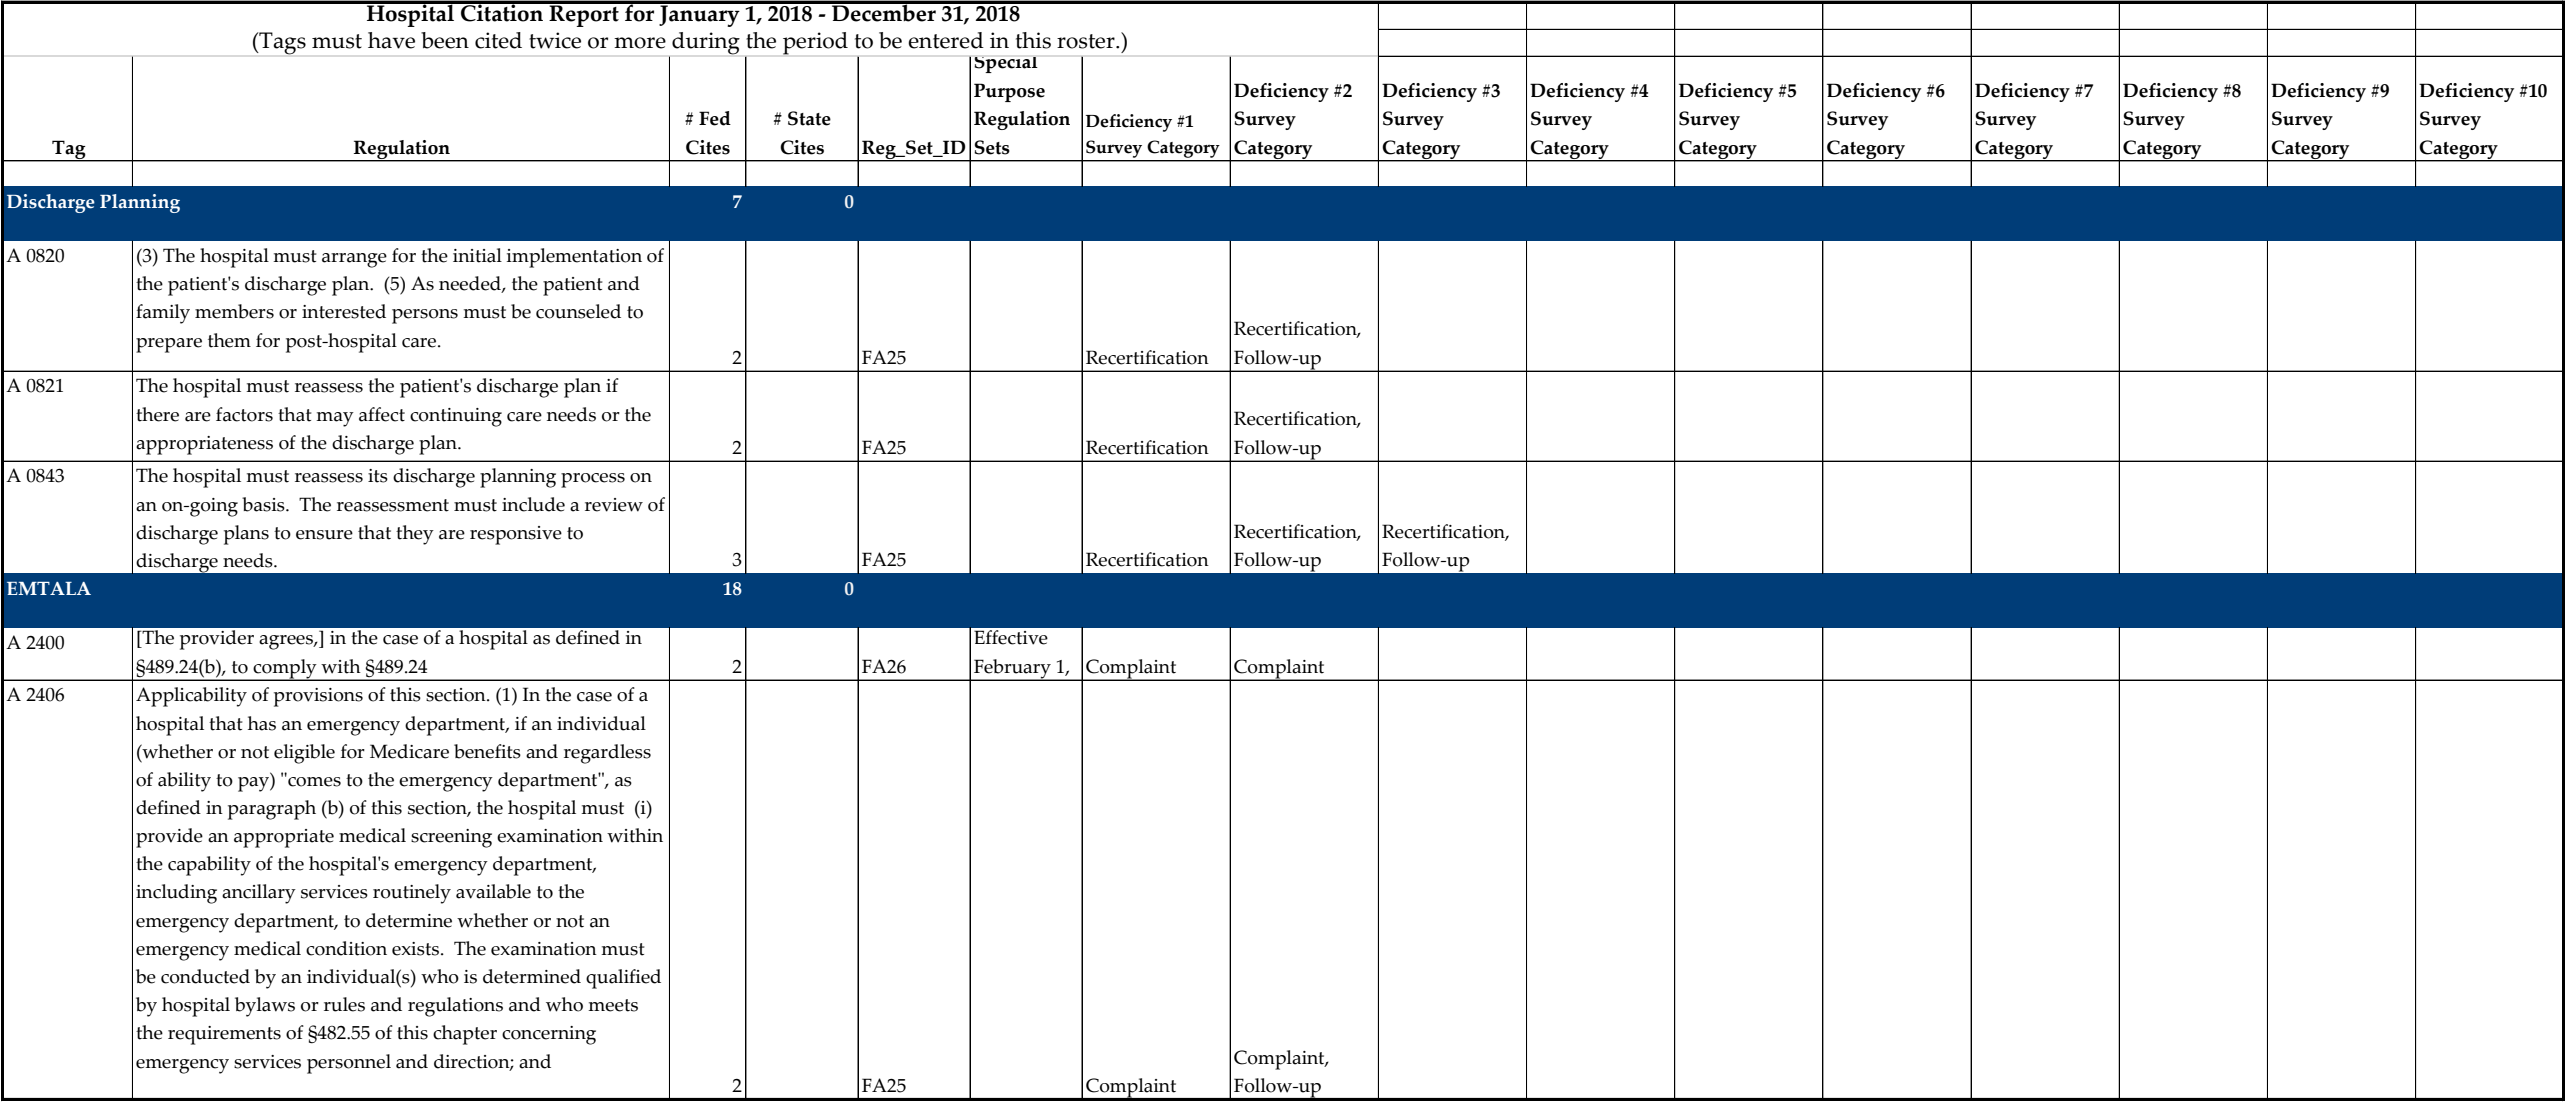 Hospital Citation Report for January 1, 2018 - December 31, 2018
(Tags must have been cited twice or more during the period to be entered in this roster.)
Tag
Regulation
# Fed
Cites
# State
Cites
Reg_Set_ID
Special
Purpose
Regulation
Sets
Deficiency #1
Survey Category
Deficiency #2
Survey
Category
Deficiency #3
Survey
Category
Deficiency #4
Survey
Category
Deficiency #5
Survey
Category
Deficiency #6
Survey
Category
Deficiency #7
Survey
Category
Deficiency #8
Survey
Category
Deficiency #9
Survey
Category
Deficiency #10
Survey
Category
Discharge Planning 7 0
A 0820
(3) The hospital must arrange for the initial implementation of
the patient's discharge plan.  (5) As needed, the patient and
family members or interested persons must be counseled to
prepare them for post-hospital care.
2
FA25
Recertification
Recertification,
Follow-up
A 0821
The hospital must reassess the patient's discharge plan if
there are factors that may affect continuing care needs or the
appropriateness of the discharge plan.
2
FA25
Recertification
Recertification,
Follow-up
A 0843
The hospital must reassess its discharge planning process on
an on-going basis.  The reassessment must include a review of
discharge plans to ensure that they are responsive to
discharge needs.
3
FA25
Recertification
Recertification,
Follow-up
Recertification,
Follow-up
EMTALA 18 0
A 2400
[The provider agrees,] in the case of a hospital as defined in
§489.24(b), to comply with §489.24
2
FA26
Effective
February 1,
Complaint
Complaint
A 2406
Applicability of provisions of this section. (1) In the case of a
hospital that has an emergency department, if an individual
(whether or not eligible for Medicare benefits and regardless
of ability to pay) "comes to the emergency department", as
defined in paragraph (b) of this section, the hospital must  (i)
provide an appropriate medical screening examination within
the capability of the hospital's emergency department,
including ancillary services routinely available to the
emergency department, to determine whether or not an
emergency medical condition exists.  The examination must
be conducted by an individual(s) who is determined qualified
by hospital bylaws or rules and regulations and who meets
the requirements of §482.55 of this chapter concerning
emergency services personnel and direction; and
2
FA25
Complaint
Complaint,
Follow-up